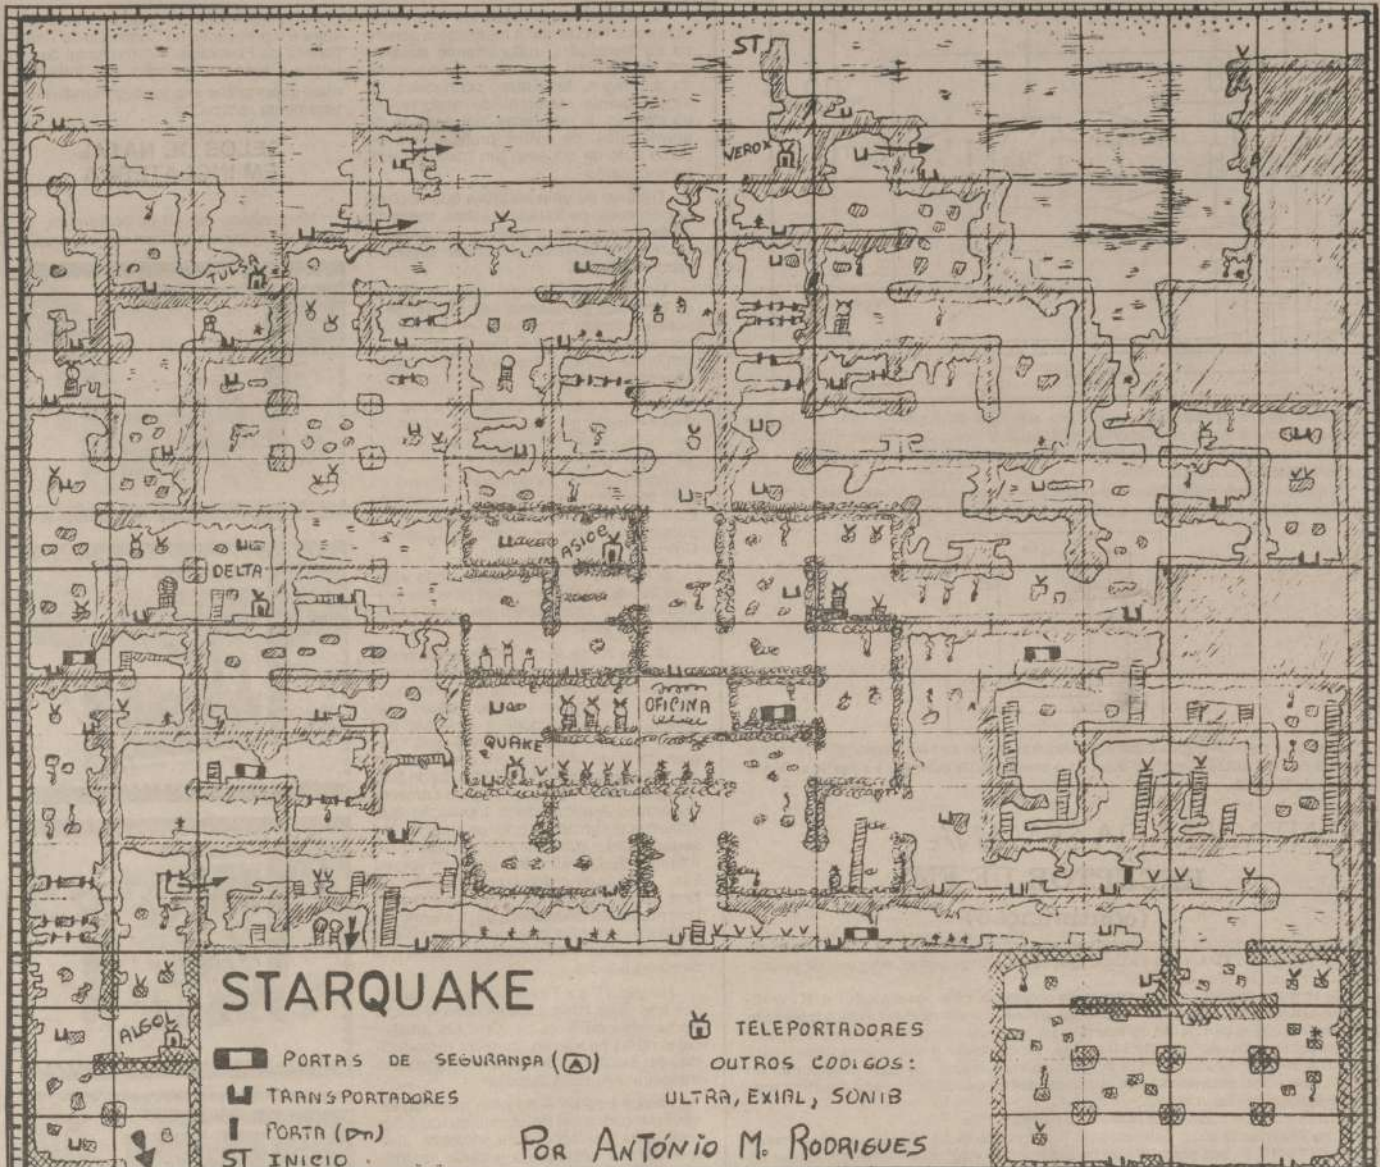 ST
VEROX
TULSA
ASIOC
DELTA
OFICINA
QUAKE
STARQUAKE
ALGOL
TELEPORTADORES
PORTAS DE SEGURANÇA (A)
OUTROS CODIGOS:
TRANSPORTADORES
ULTRA, EXIAL, SONIB
PORTA
POR ANTÓNIO M. RODRIGUES
ST INICIO